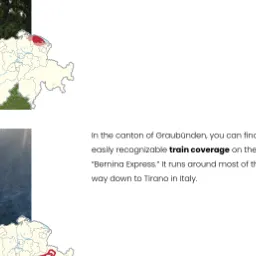 In the canton of Graubünden, you can find
easily recognizable train coverage on the
"Bernina Express." It runs around most of
way down to Tirano in Italy.